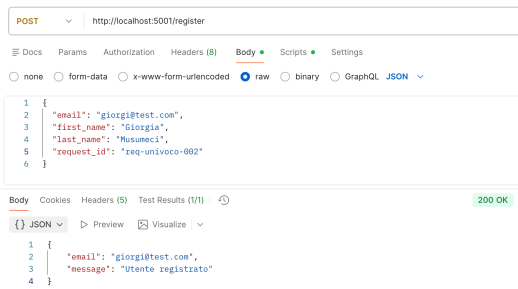 POST http://localhost:5001/register
Docs Params Authorization Headers (8) Body Scripts Settings
none form-data x-www-form-urlencoded raw binary GraphQL JSON
1 {
2 "email": "giorgi@test.com",
3 "first_name": "Giorgia",
4 "last_name": "Musumeci",
5 "request_id": "req-univoco-002"
6 }
Body Cookies Headers (5) Test Results (1/1) 200 OK
{} JSON Preview Visualize
1 {
2 "email": "giorgi@test.com",
3 "message": "Utente registrato"
4 }